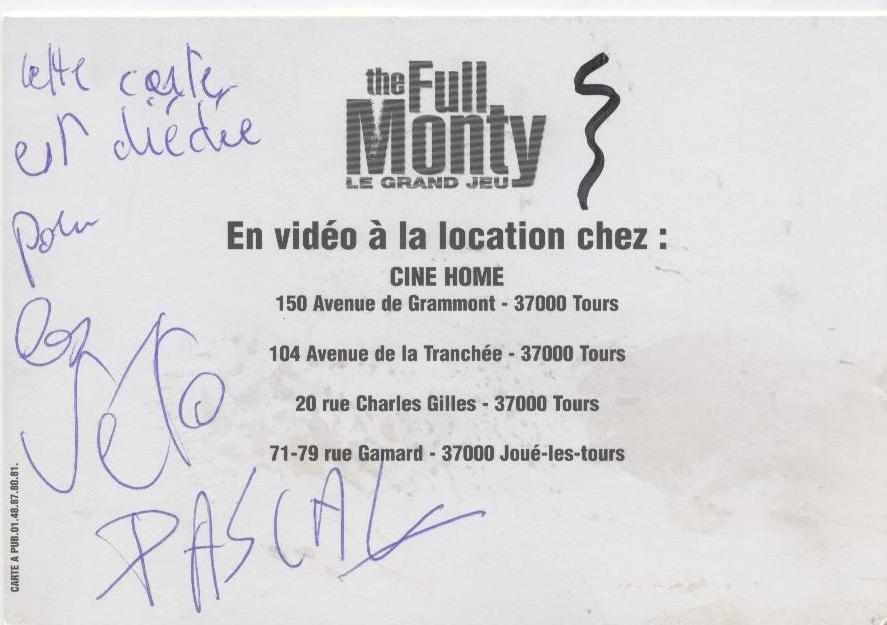 cette carte
est dédiée
pour
PASCAL
the Full
Monty
LE GRAND JEU
En vidéo à la location chez :
CINE HOME
150 Avenue de Grammont - 37000 Tours
104 Avenue de la Tranchée - 37000 Tours
20 rue Charles Gilles - 37000 Tours
71-79 rue Gamard - 37000 Joué-les-tours
CARTE A PUB.01.48.87.80.81.